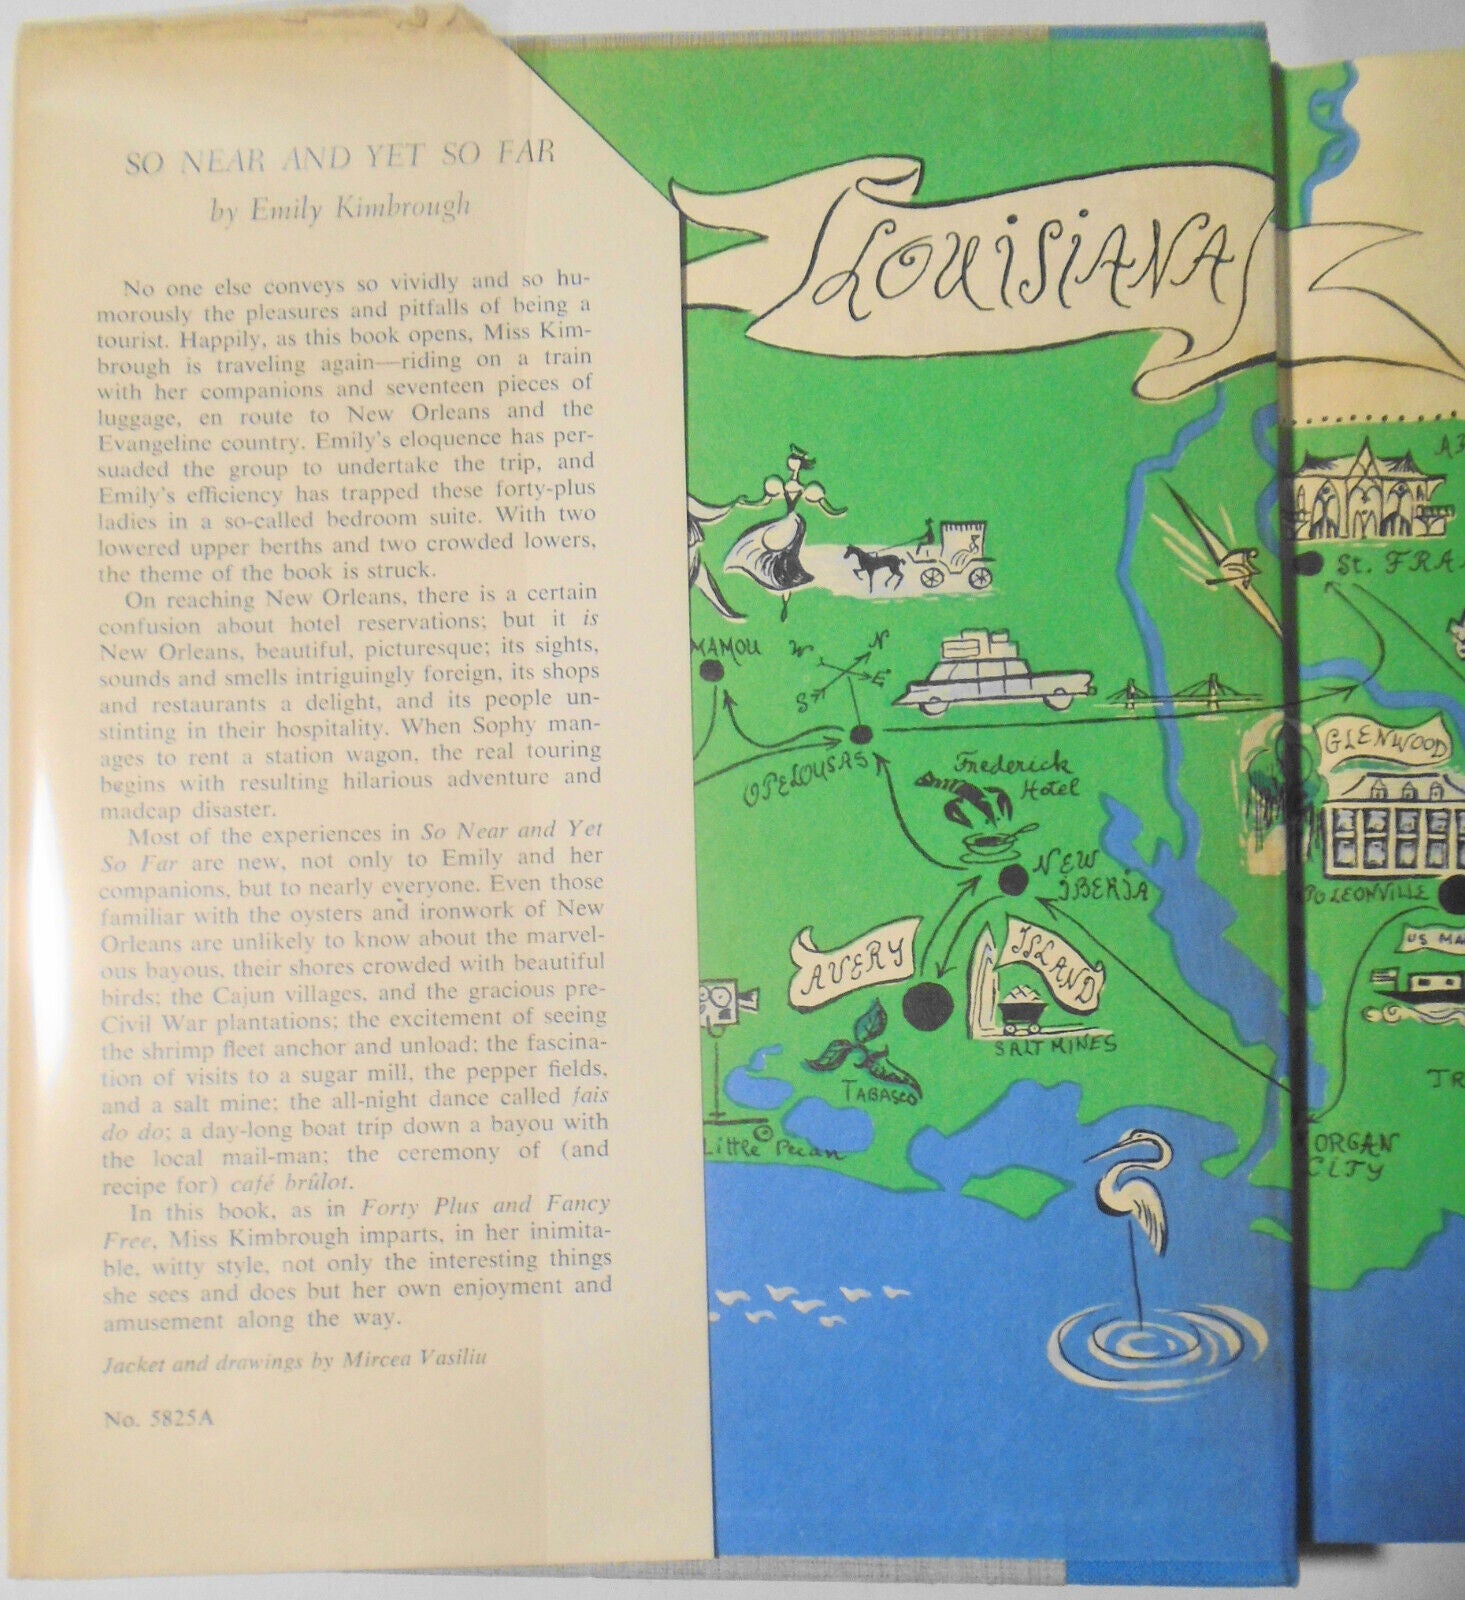 SO NEAR AND YET SO FAR
by Emily Kimbrough
No one else conveys so vividly and so hu-
morously the pleasures and pitfalls of being a
tourist. Happily, as this book opens, Miss Kim-
brough is traveling again—riding on a train
with her companions and seventeen pieces of
luggage, en route to New Orleans and the
Evangeline country. Emily's eloquence has per-
suaded the group to undertake the trip, and
Emily's efficiency has trapped these forty-plus
ladies in a so-called bedroom suite. With two
lowered upper berths and two crowded lowers,
the theme of the book is struck.
On reaching New Orleans, there is a certain
confusion about hotel reservations; but it is
New Orleans, beautiful, picturesque; its sights,
sounds and smells intriguingly foreign, its shops
and restaurants a delight, and its people un-
stinting in their hospitality. When Sophy man-
ages to rent a station wagon, the real touring
begins with resulting hilarious adventure and
madcap disaster.
Most of the experiences in So Near and Yet
So Far are new, not only to Emily and her
companions, but to nearly everyone. Even those
familiar with the oysters and ironwork of New
Orleans are unlikely to know about the marvel-
ous bayous, their shores crowded with beautiful
birds; the Cajun villages, and the gracious pre-
Civil War plantations; the excitement of seeing
the shrimp fleet anchor and unload; the fascina-
tion of visits to a sugar mill, the pepper fields,
and a salt mine; the all-night dance called fais
do do; a day-long boat trip down a bayou with
the local mail-man; the ceremony of (and
recipe for) café brûlot.
In this book, as in Forty Plus and Fancy
Free, Miss Kimbrough imparts, in her inimita-
ble, witty style, not only the interesting things
she sees and does but her own enjoyment and
amusement along the way.
Jacket and drawings by Mircea Vasiliu
No. 5825A
LOUISIANA
St. FRA
MAMOU
W N
S E
OPELOUSAS
Frederick
Hotel
GLENWOOD
NEW
IBERIA
POLEONVILLE
US MA
AVERY
ISLAND
SALT MINES
TABASCO
TR
Little Pecan
ORGAN
CITY